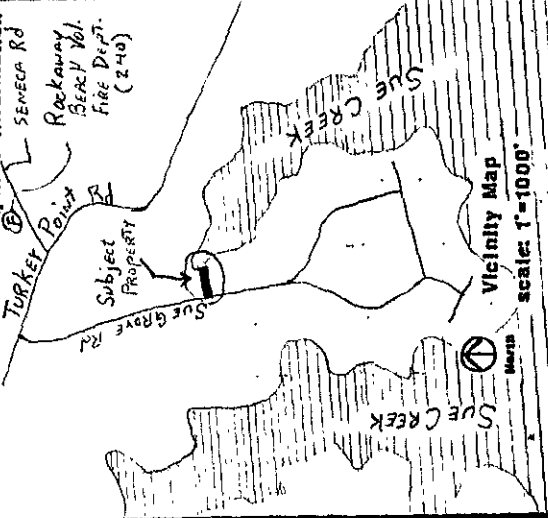 SENECA Rd
Rockaway
BEACH Vol.
FIRE DEPT.
(240)
TURKEY Point Rd
Subject
PROPERTY
SUE GROVE Rd
SUE CREEK
SUE CREEK
North
Vicinity Map
scale: 1"=1000'